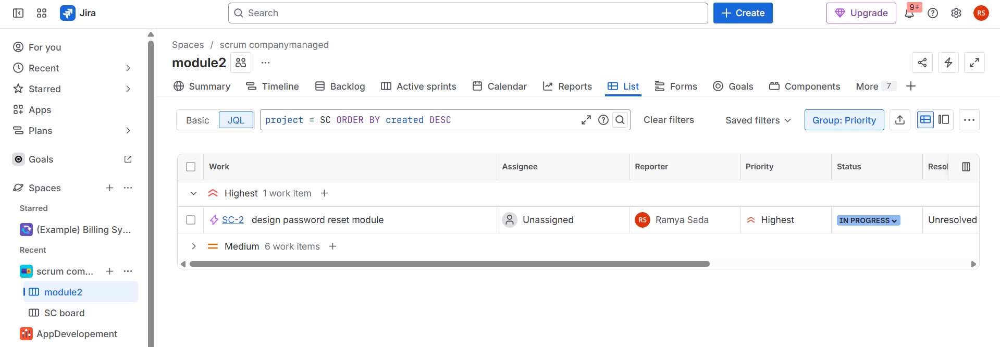 Jira
Search
Create
Upgrade
9+
RS
For you
Recent
Starred
Apps
Plans
Goals
Spaces
Starred
(Example) Billing Sy...
Recent
scrum com...
module2
SC board
AppDevelopement
Spaces / scrum companymanaged
module2
Summary Timeline Backlog Active sprints Calendar Reports List Forms Goals Components More 7
Basic JQL project = SC ORDER BY created DESC Clear filters Saved filters Group: Priority
Work Assignee Reporter Priority Status Resol
Highest 1 work item
SC-2 design password reset module Unassigned RS Ramya Sada Highest IN PROGRESS Unresolved
Medium 6 work items